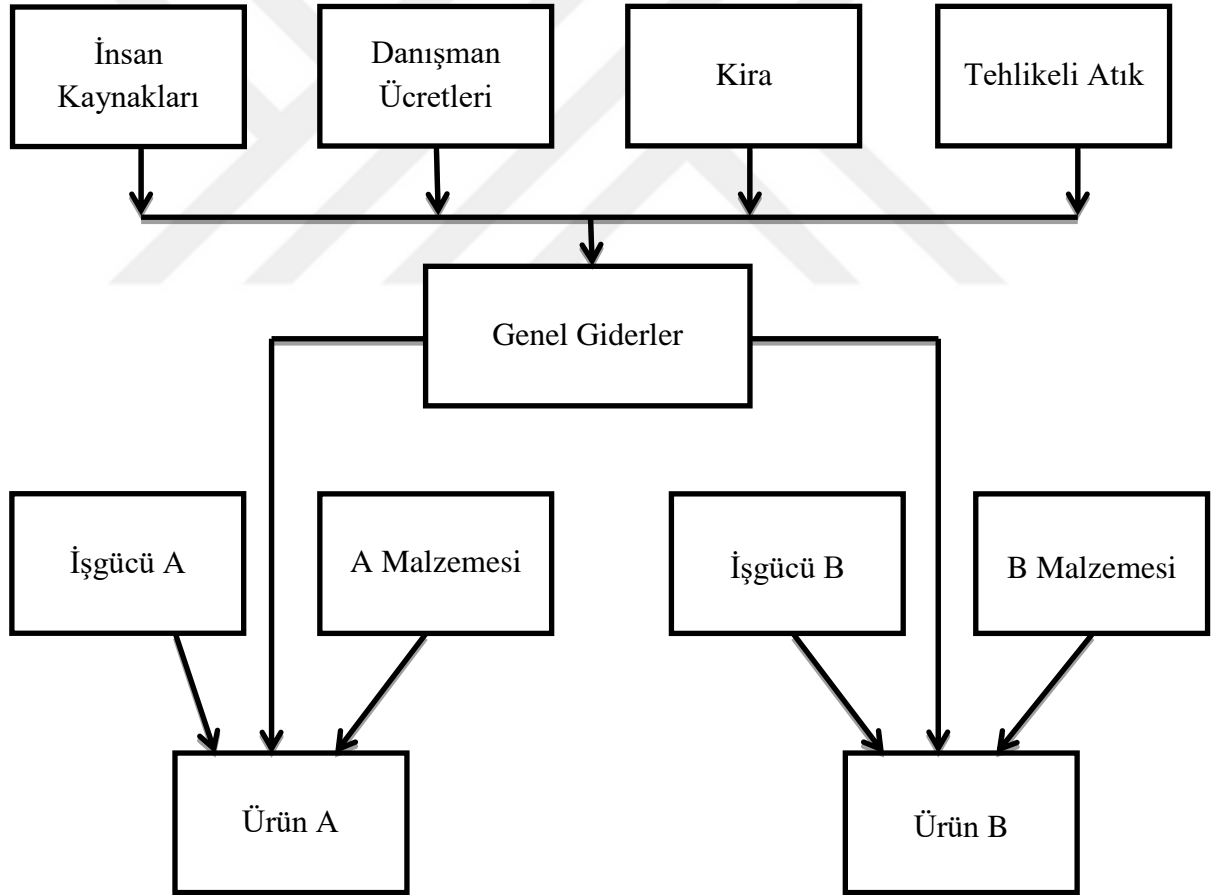 İnsan
Kaynakları
Danışman
Ücretleri
Kira
Tehlikeli Atık
Genel Giderler
İşgücü A
A Malzemesi
İşgücü B
B Malzemesi
Ürün A
Ürün B